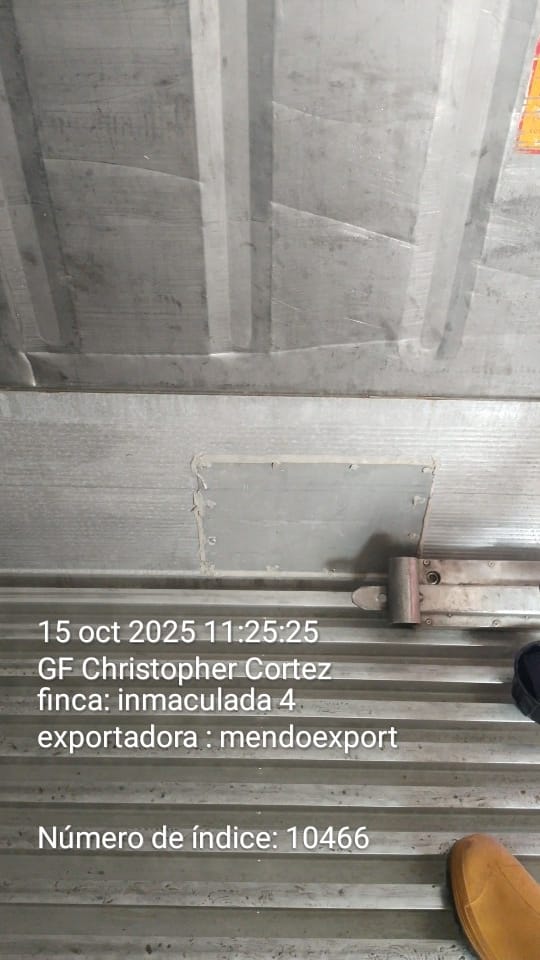 15 oct 2025 11:25:25
GF Christopher Cortez
finca: inmaculada 4
exportadora : mendoexport
Número de índice: 10466